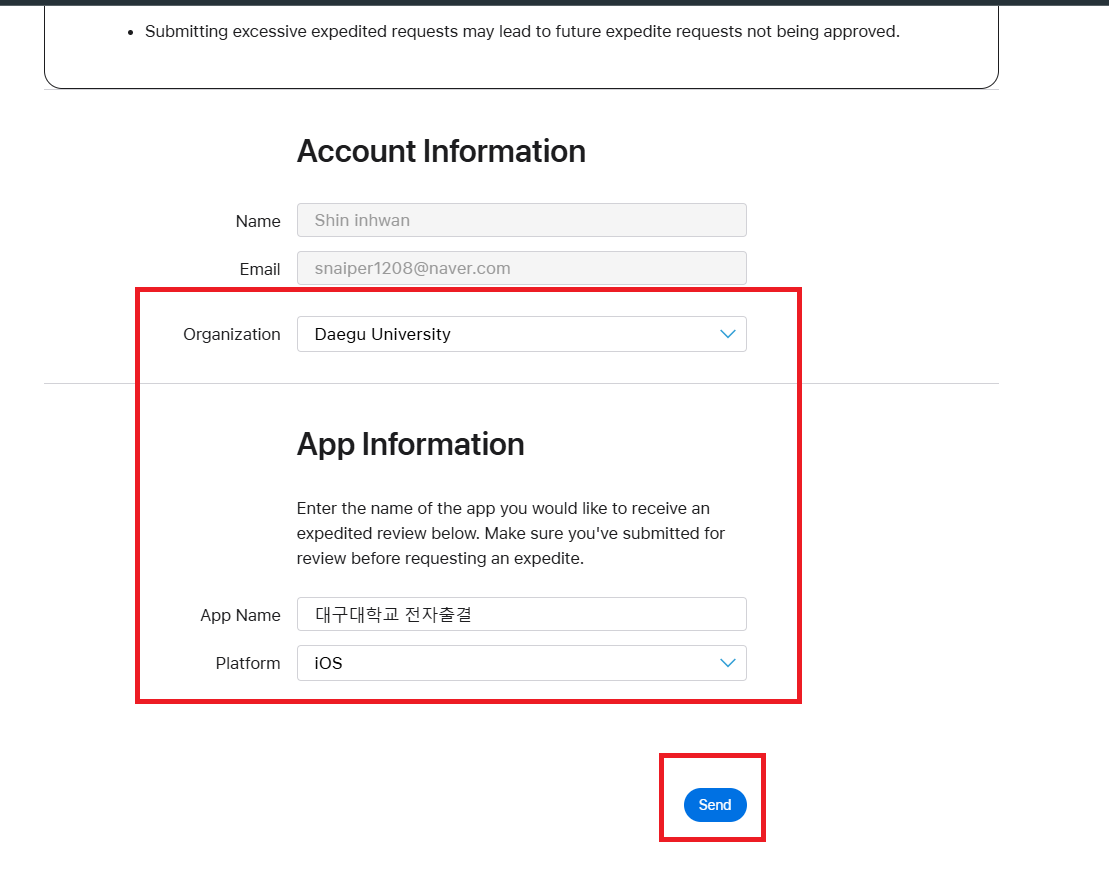 • Submitting excessive expedited requests may lead to future expedite requests not being approved.
Account Information
Name Shin inhwan
Email snaiper1208@naver.com
Organization Daegu University
App Information
Enter the name of the app you would like to receive an
expedited review below. Make sure you've submitted for
review before requesting an expedite.
App Name 대구대학교 전자출결
Platform iOS
Send